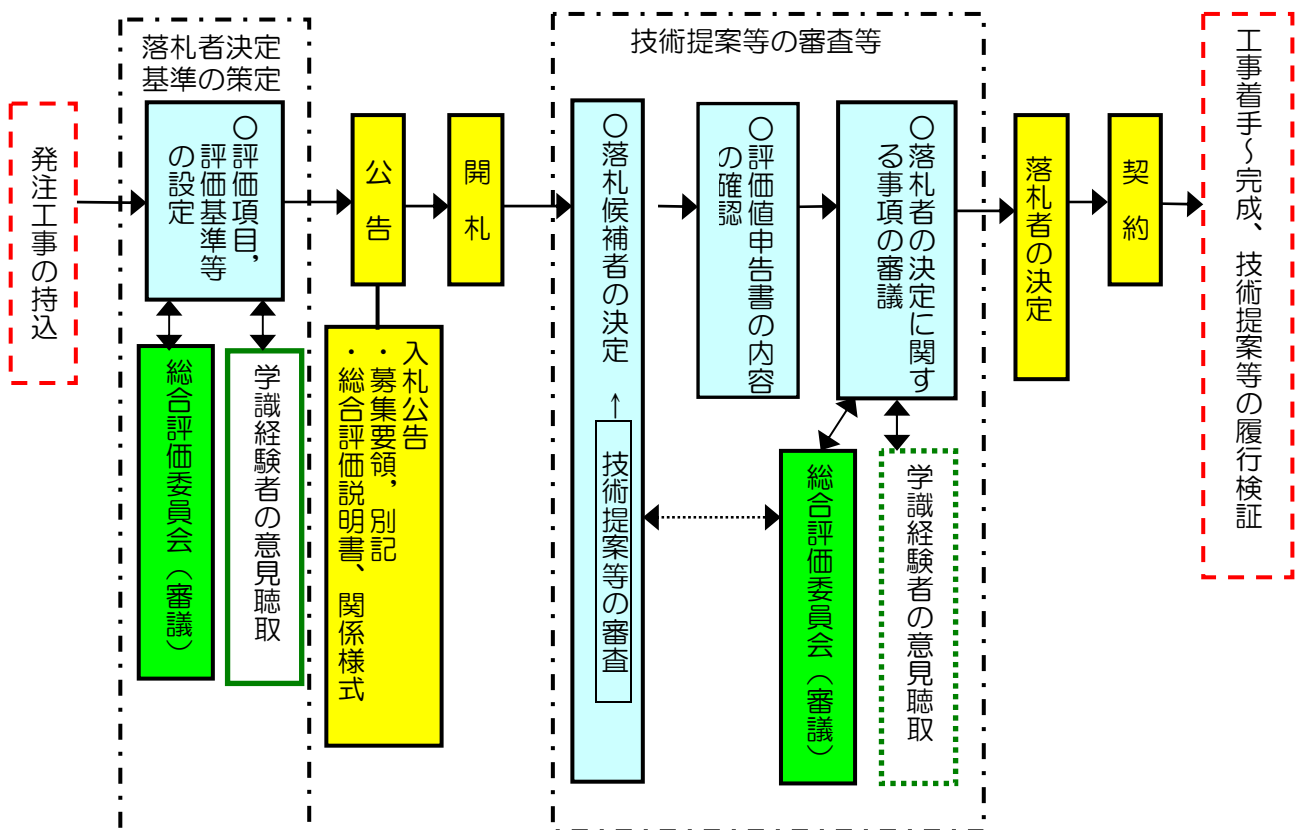 発注工事の持込
落札者決定
基準の策定
〇評価項目,
評価基準等
の設定
総合評価委員会（審議）
学識経験者の意見聴取
公告
入札公告
・募集要領，別記
・総合評価説明書、関係様式
開札
技術提案等の審査等
〇落札候補者の決定 ← 技術提案等の審査
〇評価値申告書の内容
の確認
〇落札者の決定に関す
る事項の審議
総合評価委員会（審議）
学識経験者の意見聴取
落札者の決定
契約
工事着手～完成、技術提案等の履行検証